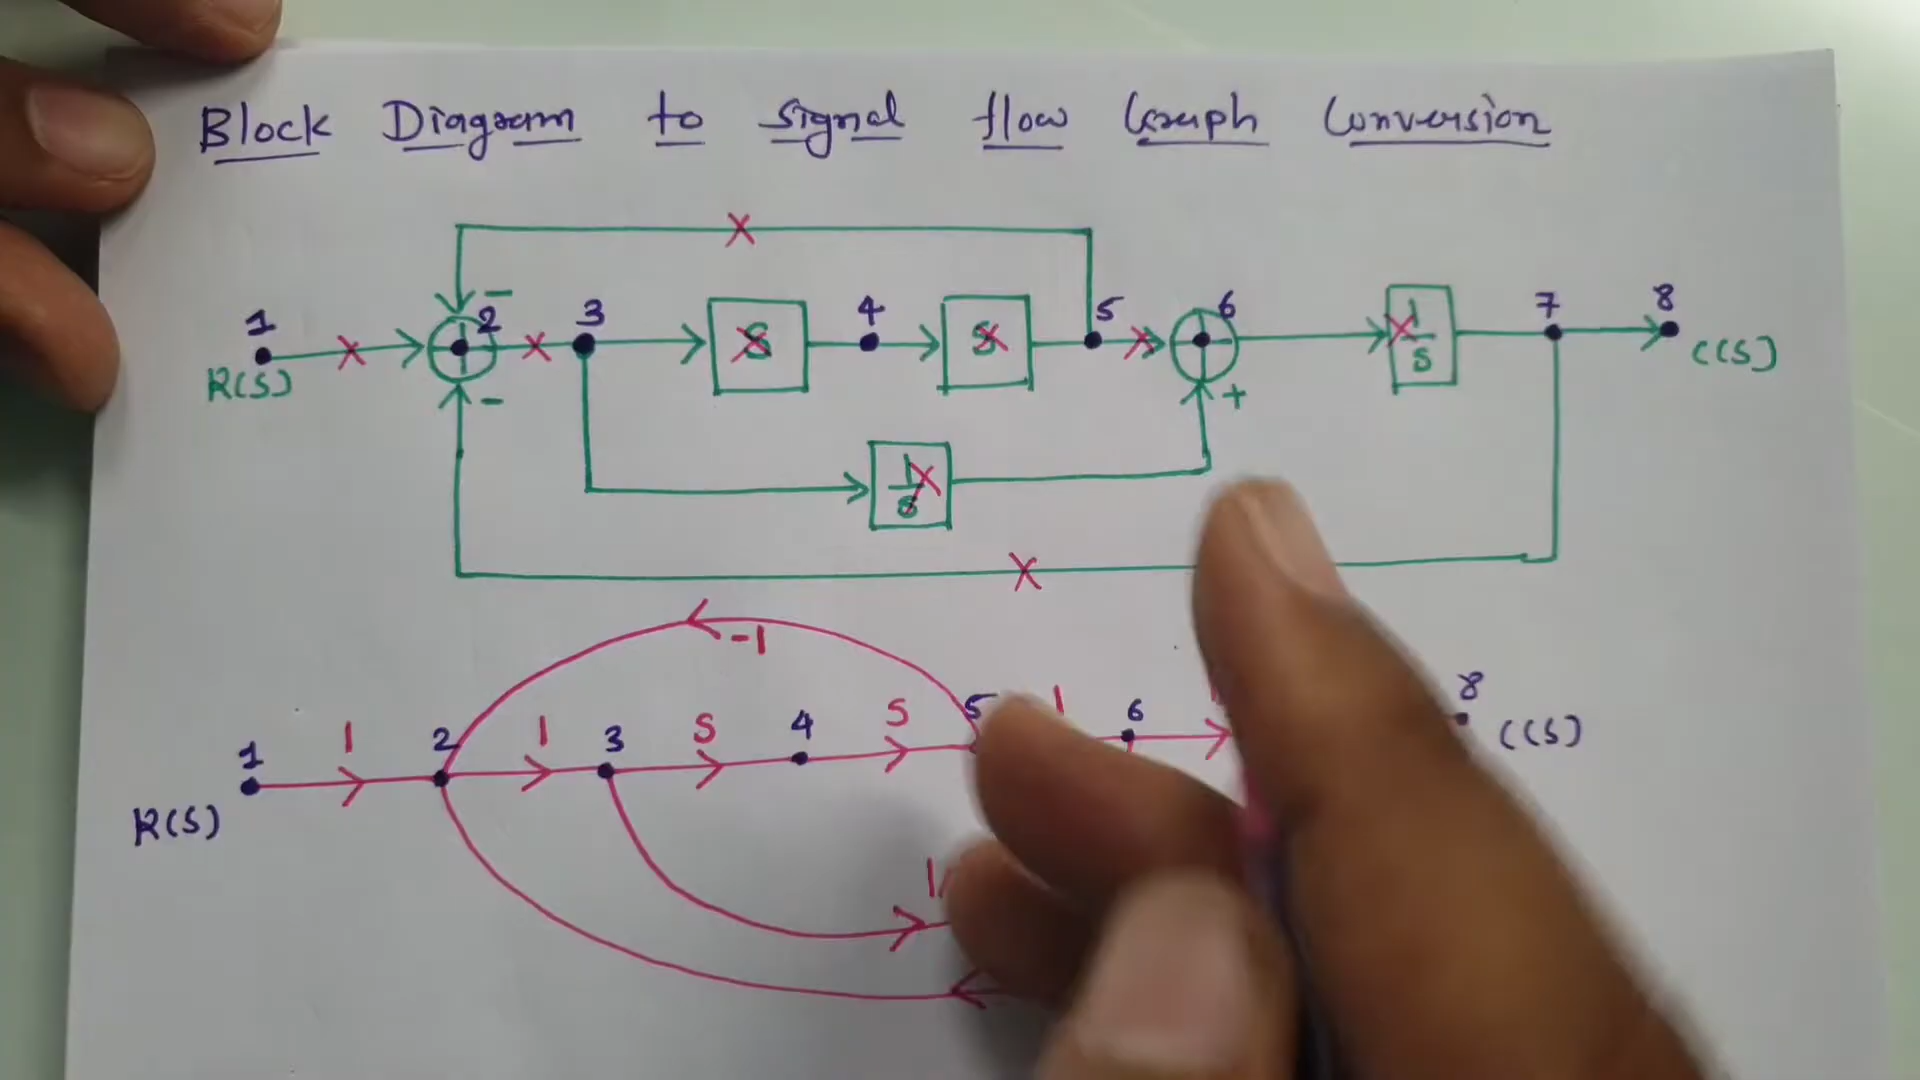 Block Diagram to signal flow Graph Conversion
1 R(S) - 2 - 3 S 4 S 5 6 + 1/S 7 8 C(S)
1/S
-1
1 R(S) 1 2 1 3 S 4 S 5 1 6 8 C(S)